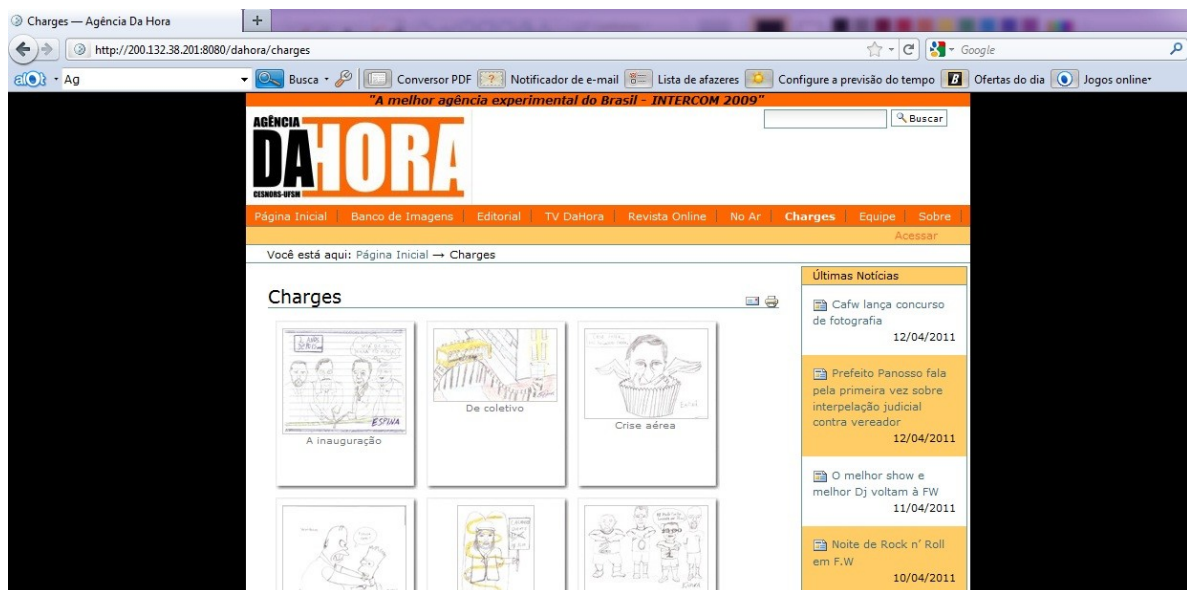 Charges — Agência Da Hora
+
http://200.132.38.201:8080/dahora/charges
Google
Ag
Busca
Conversor PDF
Notificador de e-mail
Lista de afazeres
Configure a previsão do tempo
B
Ofertas do dia
Jogos online
"A melhor agência experimental do Brasil - INTERCOM 2009"
AGÊNCIA
DAHORA
CESNORS-UFSM
Buscar
Página Inicial | Banco de Imagens | Editorial | TV DaHora | Revista Online | No Ar | Charges | Equipe | Sobre |
Acessar
Você está aqui: Página Inicial → Charges
Charges
ESPINA
A inauguração
De coletivo
Crise aérea
Últimas Notícias
Cafw lança concurso
de fotografia
12/04/2011
Prefeito Panosso fala
pela primeira vez sobre
interpelação judicial
contra vereador
12/04/2011
O melhor show e
melhor Dj voltam à FW
11/04/2011
Noite de Rock n' Roll
em F.W
10/04/2011